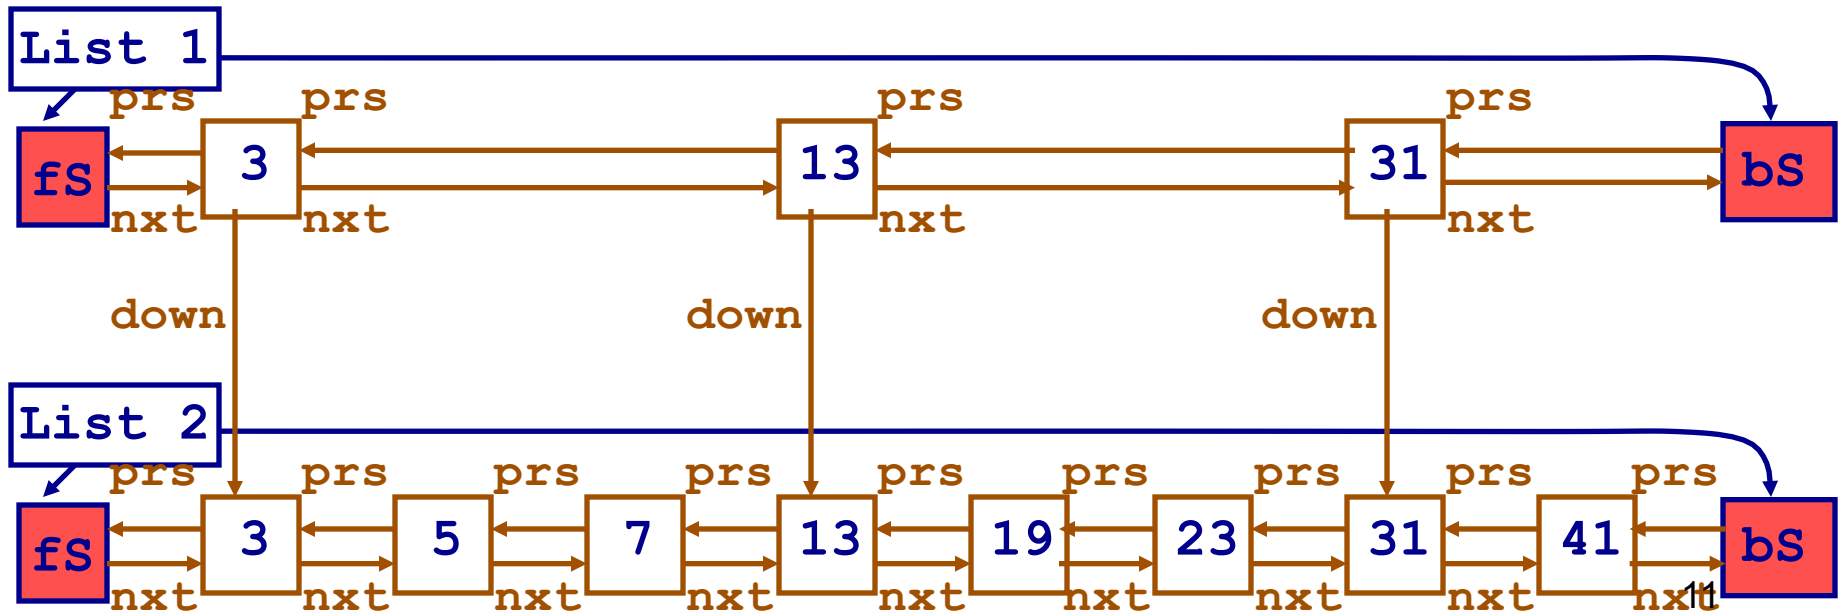 List 1
prs prs prs prs
fS 3 13 31 bS
nxt nxt nxt nxt
down down down
List 2
prs prs prs prs prs prs prs prs prs
fS 3 5 7 13 19 23 31 41 bS
nxt nxt nxt nxt nxt nxt nxt nxt nxt
11